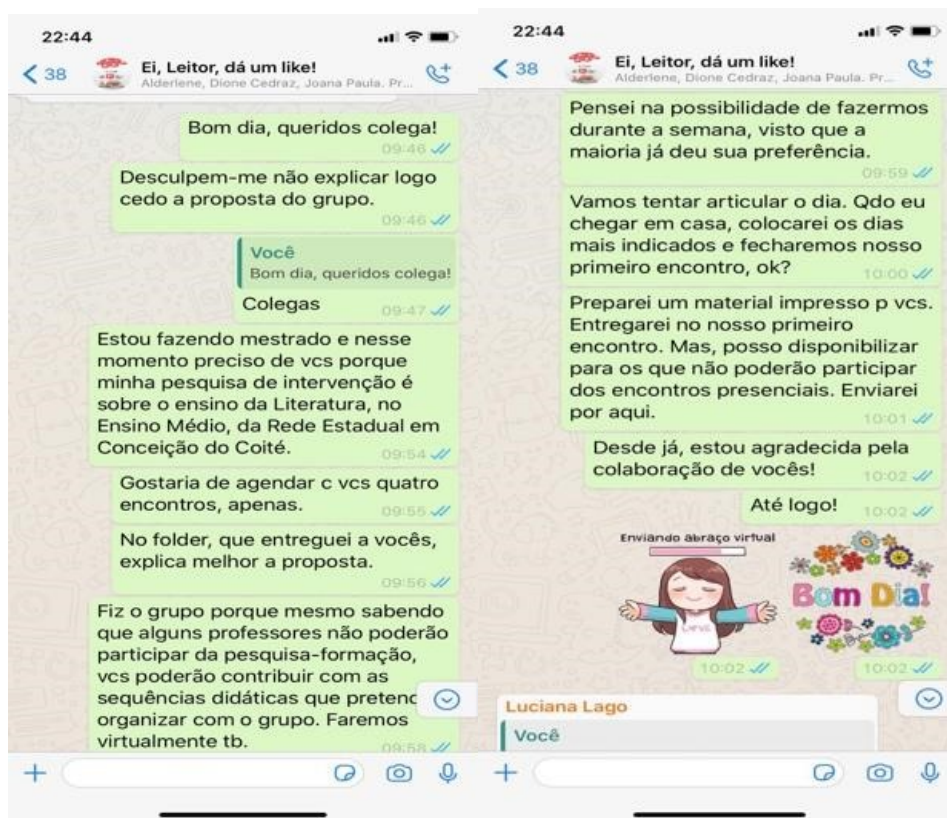 22:44
38
Ei, Leitor, dá um like!
Alderlene, Dione Cedraz, Joana Paula. Pr...
Bom dia, queridos colega!
09:46
Desculpem-me não explicar logo
cedo a proposta do grupo.
09:46
Você
Bom dia, queridos colega!
Colegas
09:47
Estou fazendo mestrado e nesse
momento preciso de vcs porque
minha pesquisa de intervenção é
sobre o ensino da Literatura, no
Ensino Médio, da Rede Estadual em
Conceição do Coité.
09:54
Gostaria de agendar c vcs quatro
encontros, apenas.
09:55
No folder, que entreguei a vocês,
explica melhor a proposta.
09:56
Fiz o grupo porque mesmo sabendo
que alguns professores não poderão
participar da pesquisa-formação,
vcs poderão contribuir com as
sequências didáticas que pretenc
organizar com o grupo. Faremos
virtualmente tb.
09:58
22:44
38
Ei, Leitor, dá um like!
Alderlene, Dione Cedraz, Joana Paula. Pr...
Pensei na possibilidade de fazermos
durante a semana, visto que a
maioria já deu sua preferência.
09:59
Vamos tentar articular o dia. Qdo eu
chegar em casa, colocarei os dias
mais indicados e fecharemos nosso
primeiro encontro, ok?
10:00
Preparei um material impresso p vcs.
Entregarei no nosso primeiro
encontro. Mas, posso disponibilizar
para os que não poderão participar
dos encontros presenciais. Enviarei
por aqui.
10:01
Desde já, estou agradecida pela
colaboração de vocês!
10:02
Até logo!
10:02
Enviando abraço virtual
Bom Dia!
10:02
10:02
Luciana Lago
Você